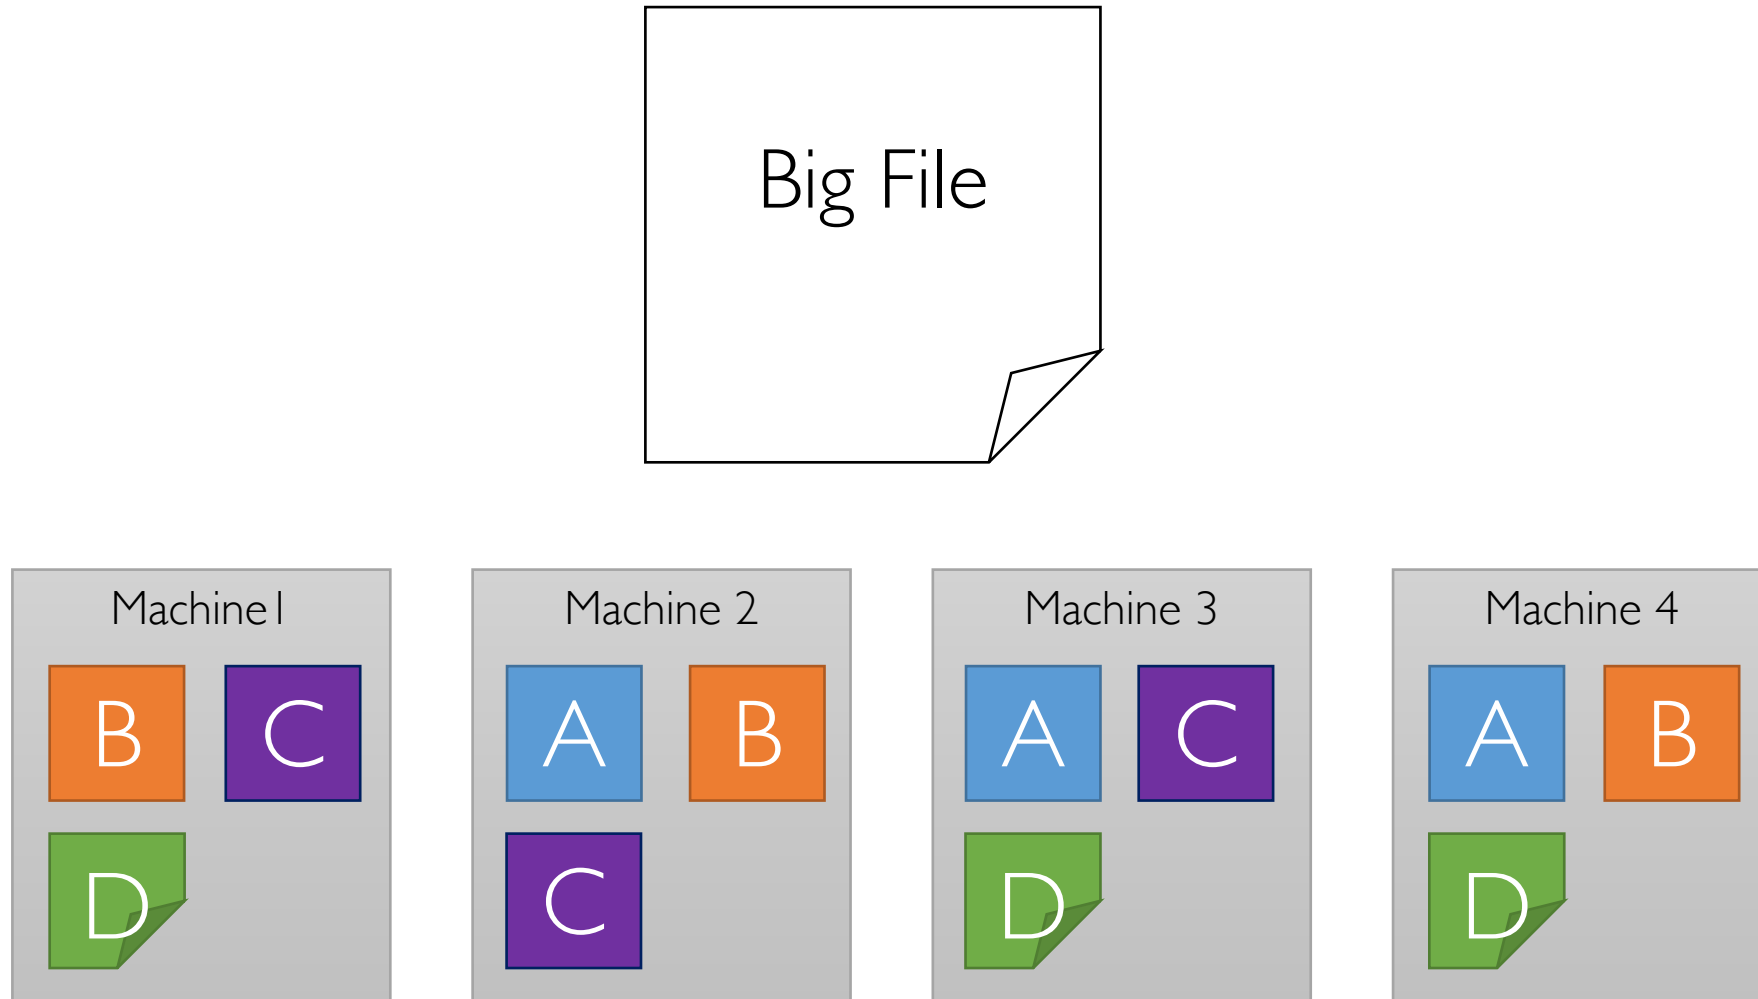 Big File
Machine1
B C
D
Machine 2
A B
C
Machine 3
A C
D
Machine 4
A B
D